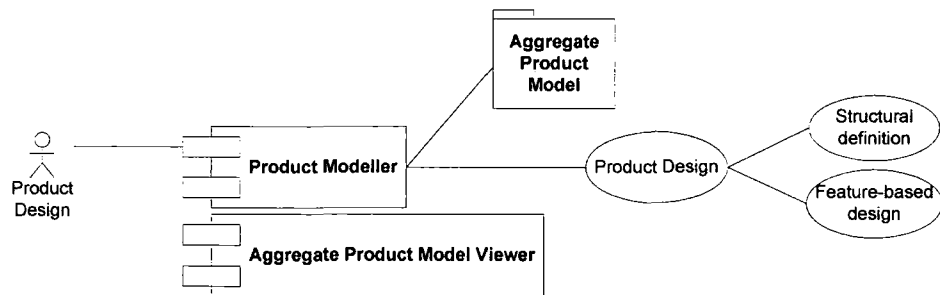 Aggregate
Product
Model
Structural
definition
Product Modeller
Product Design
Product
Design
Feature-based
design
Aggregate Product Model Viewer